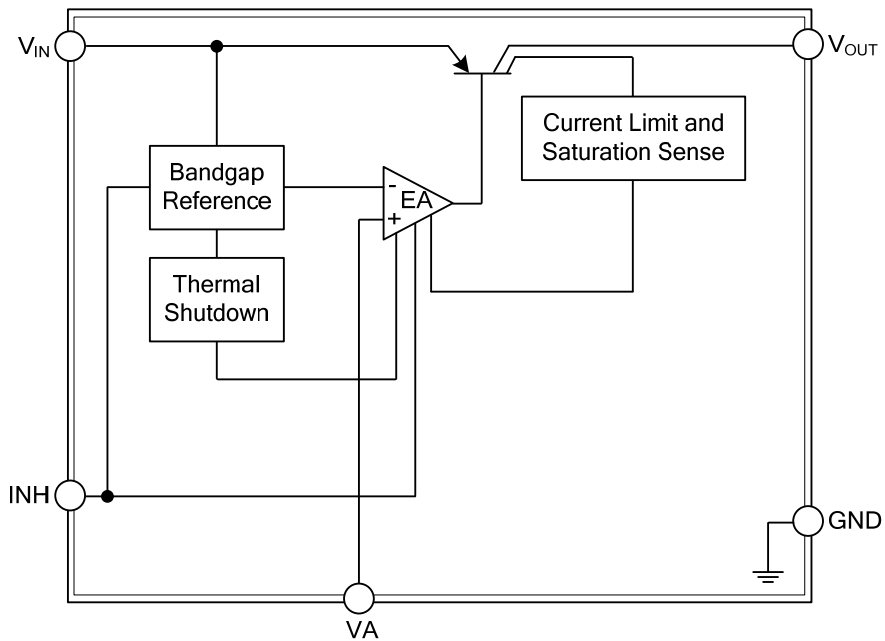 VIN
VOUT
Current Limit and
Saturation Sense
Bandgap
Reference
-
EA
+
Thermal
Shutdown
INH
GND
VA